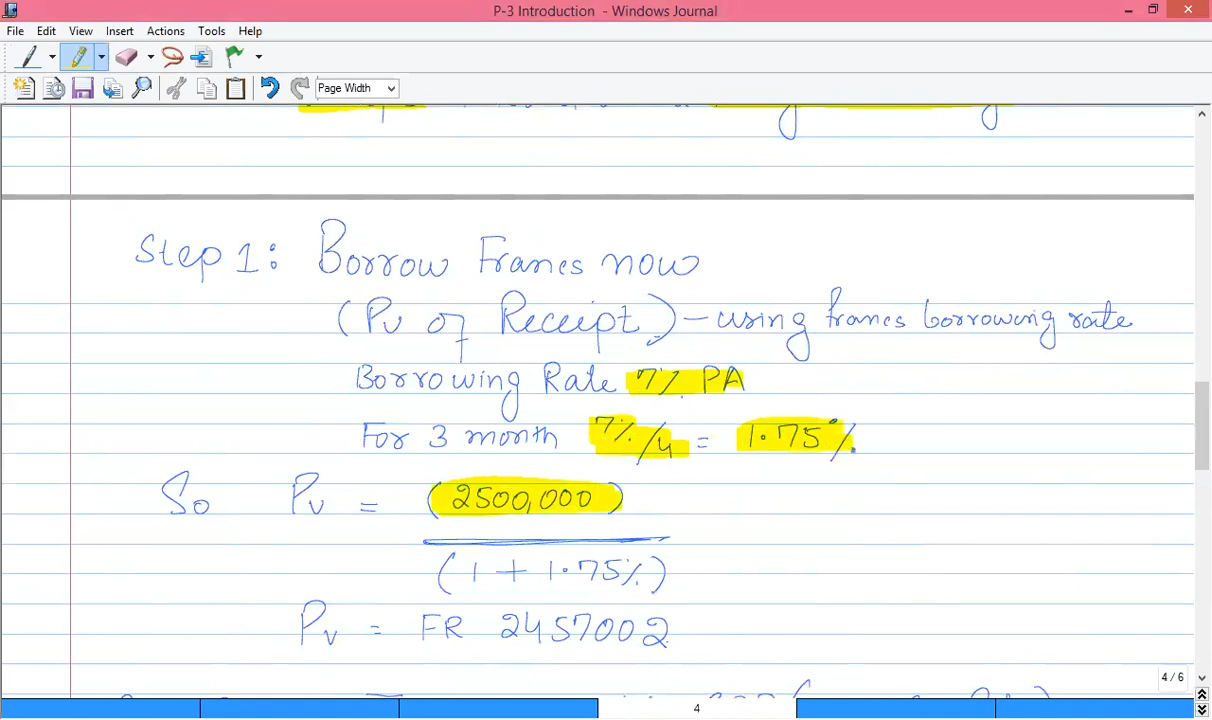 P-3 Introduction - Windows Journal
File Edit View Insert Actions Tools Help
Page Width
Step 1: Borrow Francs now
(PV of Receipt) - using francs borrowing rate
Borrowing Rate 7% PA
For 3 month 7%/4 = 1.75%
So PV = (2500,000)
(1 + 1.75%)
PV = FR 2457002
4 / 6
4